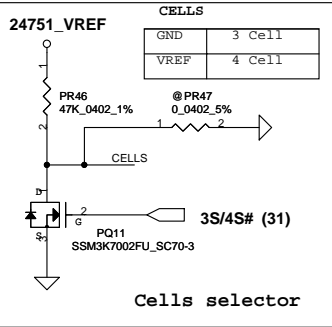 CELLS
24751_VREF
GND 3 Cell
VREF 4 Cell
1
PR46
47K_0402_1%
2
@PR47
0_0402_5%
1 2
CELLS
D 1
2
G
S 3
PQ11
SSM3K7002FU_SC70-3
3S/4S# (31)
Cells selector